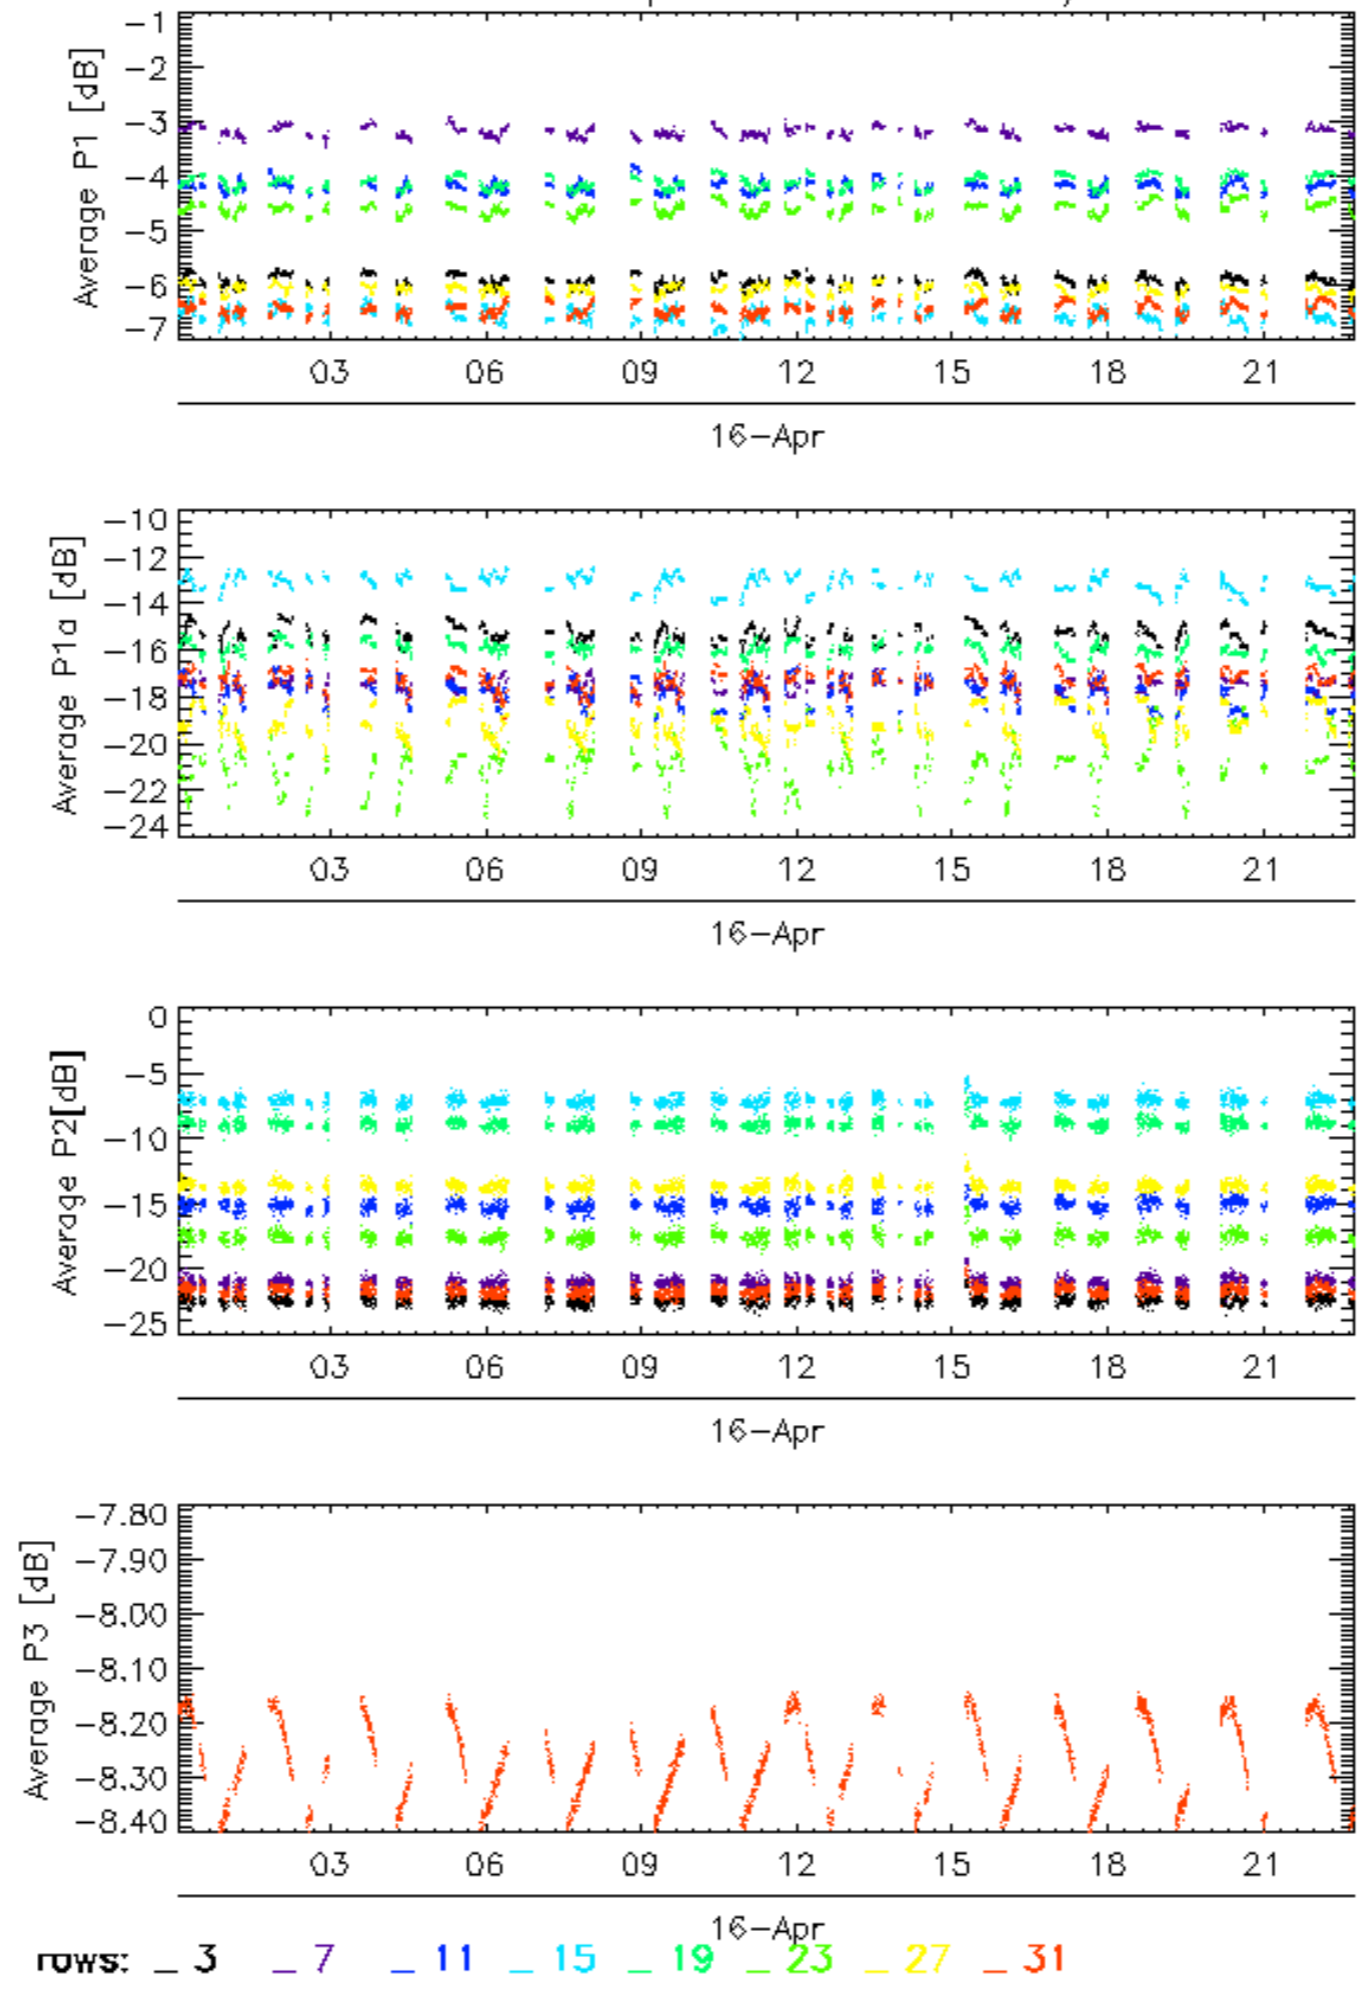 Average P1 [dB]
-1
-2
-3
-4
-5
-6
-7
03 06 09 12 15 18 21
16-Apr
Average P1a [dB]
-10
-12
-14
-16
-18
-20
-22
-24
03 06 09 12 15 18 21
16-Apr
Average P2[dB]
0
-5
-10
-15
-20
-25
03 06 09 12 15 18 21
16-Apr
Average P3 [dB]
-7.80
-7.90
-8.00
-8.10
-8.20
-8.30
-8.40
03 06 09 12 15 18 21
16-Apr
rows: _ 3 _ 7 _ 11 _ 15 _ 19 _ 23 _ 27 _ 31